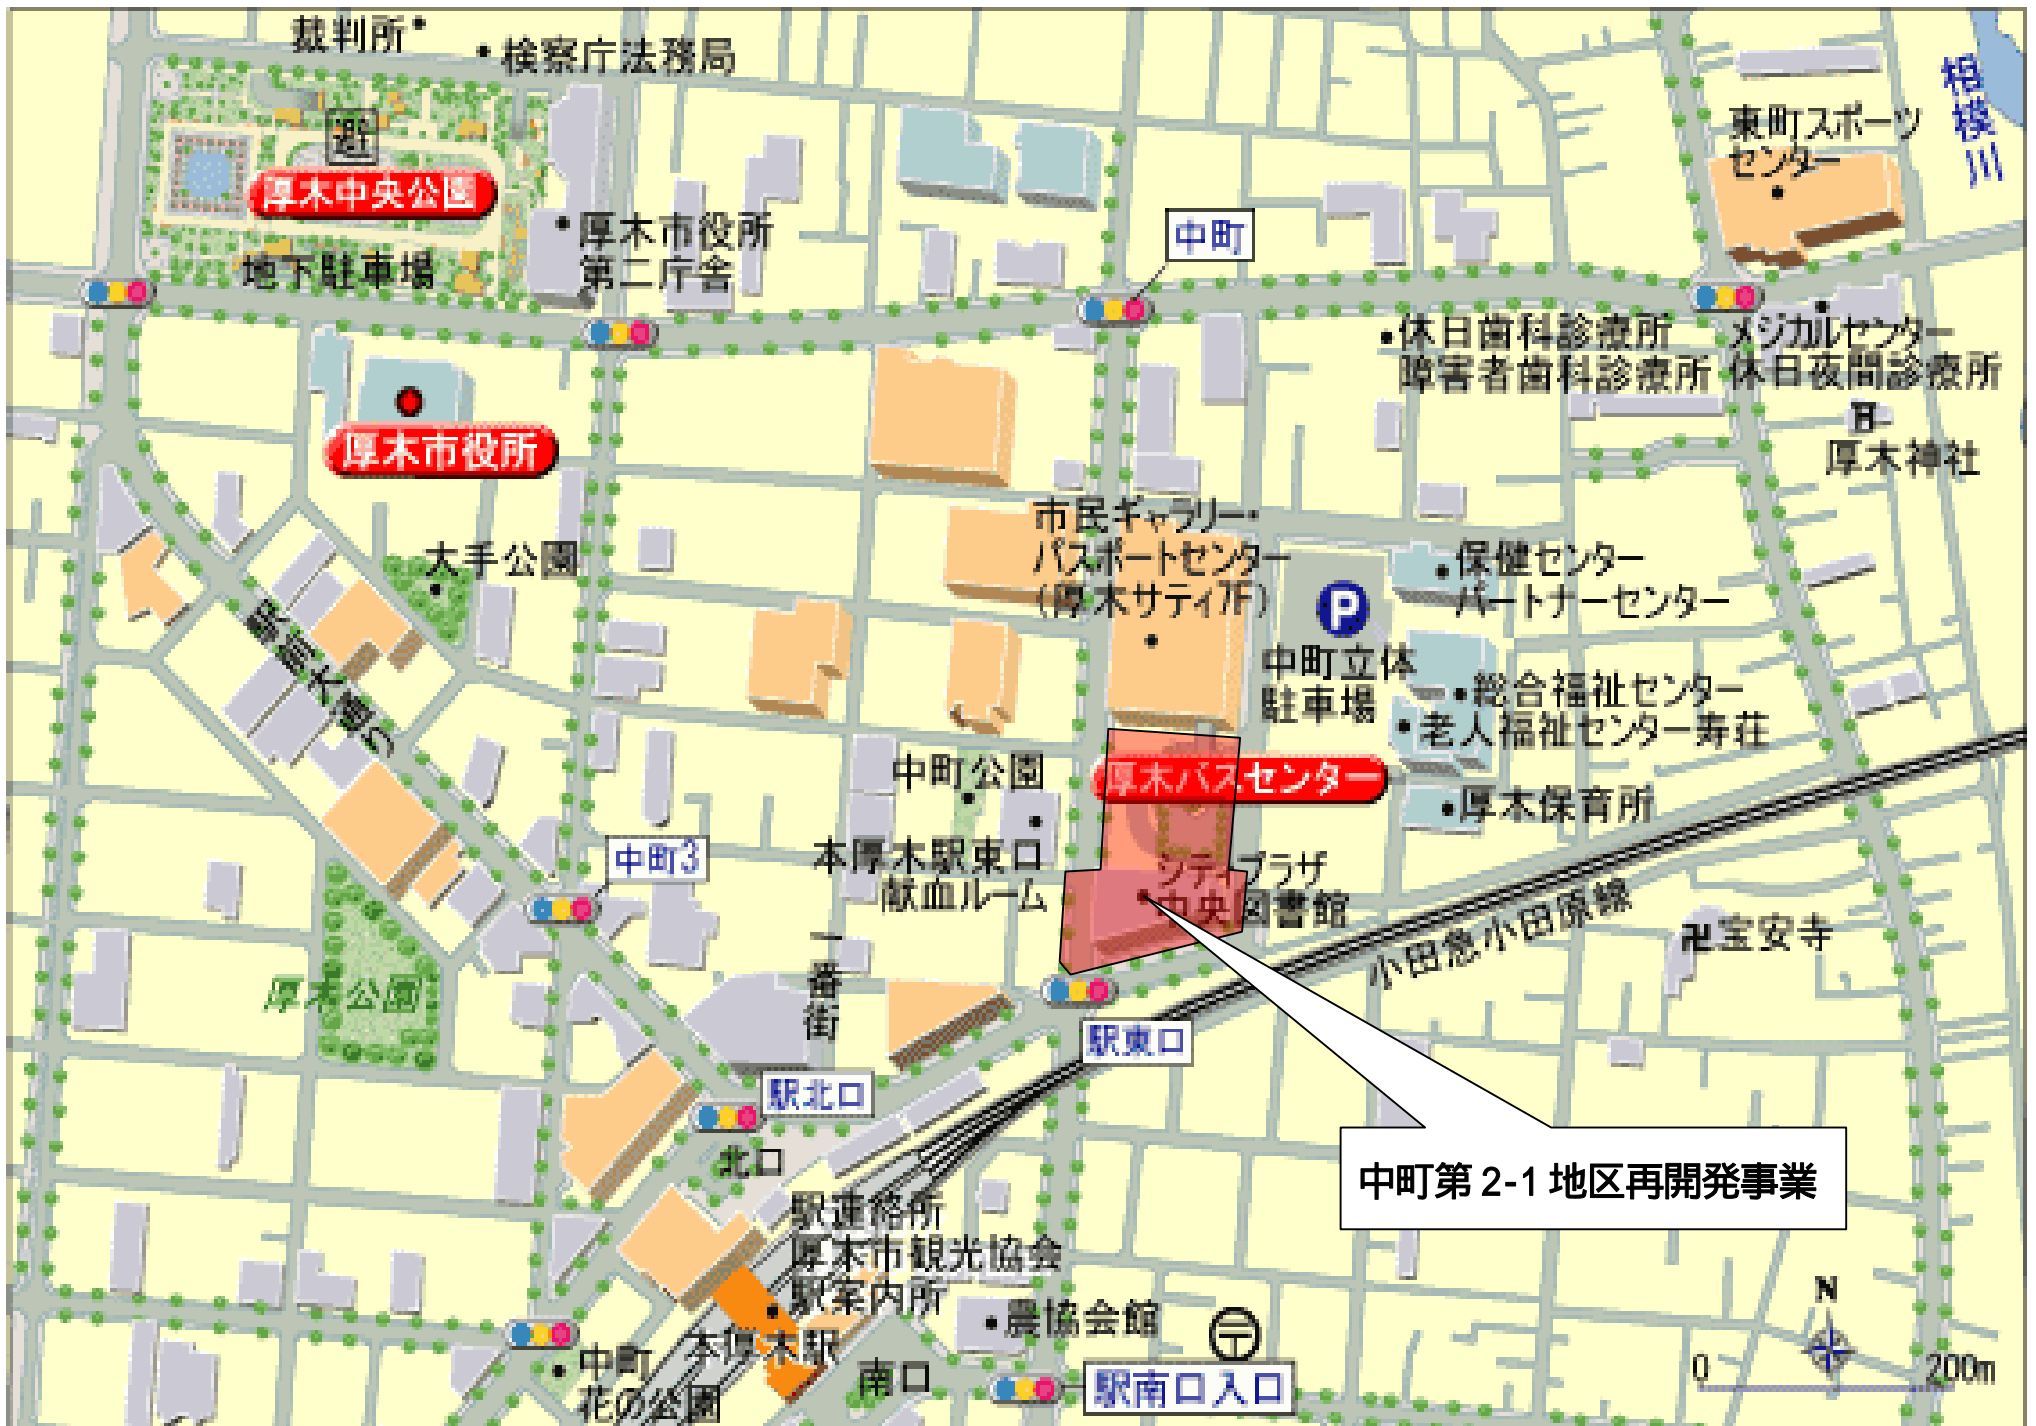 裁判所
検察庁法務局
相模川
東町スポーツ
センター
避
厚木中央公園
地下駐車場
厚木市役所
第二庁舎
中町
休日歯科診療所
障害者歯科診療所
メジカルセンター
休日夜間診療所
厚木市役所
厚木神社
市民ギャラリー・
パスポートセンター
(厚木サティ7F)
大手公園
保健センター
パートナーセンター
P
駅前大通り
中町立体
駐車場
総合福祉センター
老人福祉センター寿荘
中町公園
厚木バスセンター
厚木保育所
中町3
本厚木駅東口
献血ルーム
シティプラザ
中央図書館
小田急小田原線
卍宝安寺
一番街
厚木公園
駅東口
駅北口
北口
中町第2-1地区再開発事業
駅連絡所
厚木市観光協会
駅案内所
本厚木駅
農協会館
〒
N
0
200m
中町
花の公園
南口
駅南口入口